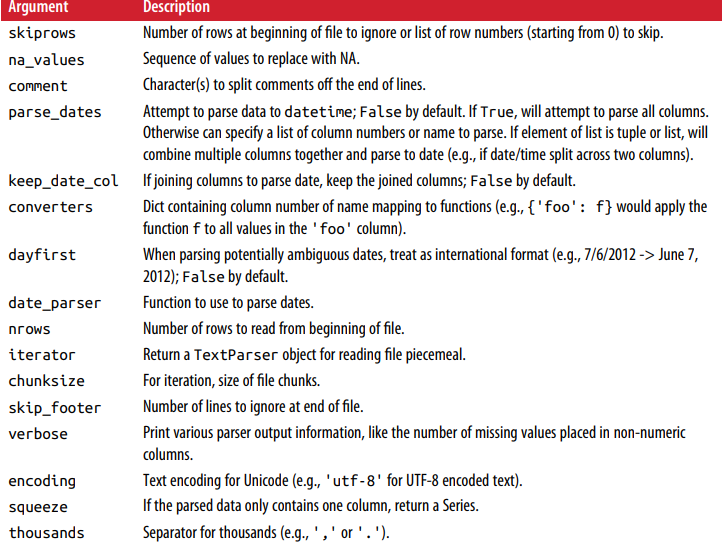 Argument Description
skiprows Number of rows at beginning of file to ignore or list of row numbers (starting from 0) to skip.
na_values Sequence of values to replace with NA.
comment Character(s) to split comments off the end of lines.
parse_dates Attempt to parse data to datetime; False by default. If True, will attempt to parse all columns.
Otherwise can specify a list of column numbers or name to parse. If element of list is tuple or list, will
combine multiple columns together and parse to date (e.g., if date/time split across two columns).
keep_date_col If joining columns to parse date, keep the joined columns; False by default.
converters Dict containing column number of name mapping to functions (e.g., {'foo': f} would apply the
function f to all values in the 'foo' column).
dayfirst When parsing potentially ambiguous dates, treat as international format (e.g., 7/6/2012 -> June 7,
2012); False by default.
date_parser Function to use to parse dates.
nrows Number of rows to read from beginning of file.
iterator Return a TextParser object for reading file piecemeal.
chunksize For iteration, size of file chunks.
skip_footer Number of lines to ignore at end of file.
verbose Print various parser output information, like the number of missing values placed in non-numeric
columns.
encoding Text encoding for Unicode (e.g., 'utf-8' for UTF-8 encoded text).
squeeze If the parsed data only contains one column, return a Series.
thousands Separator for thousands (e.g., ',' or '.').